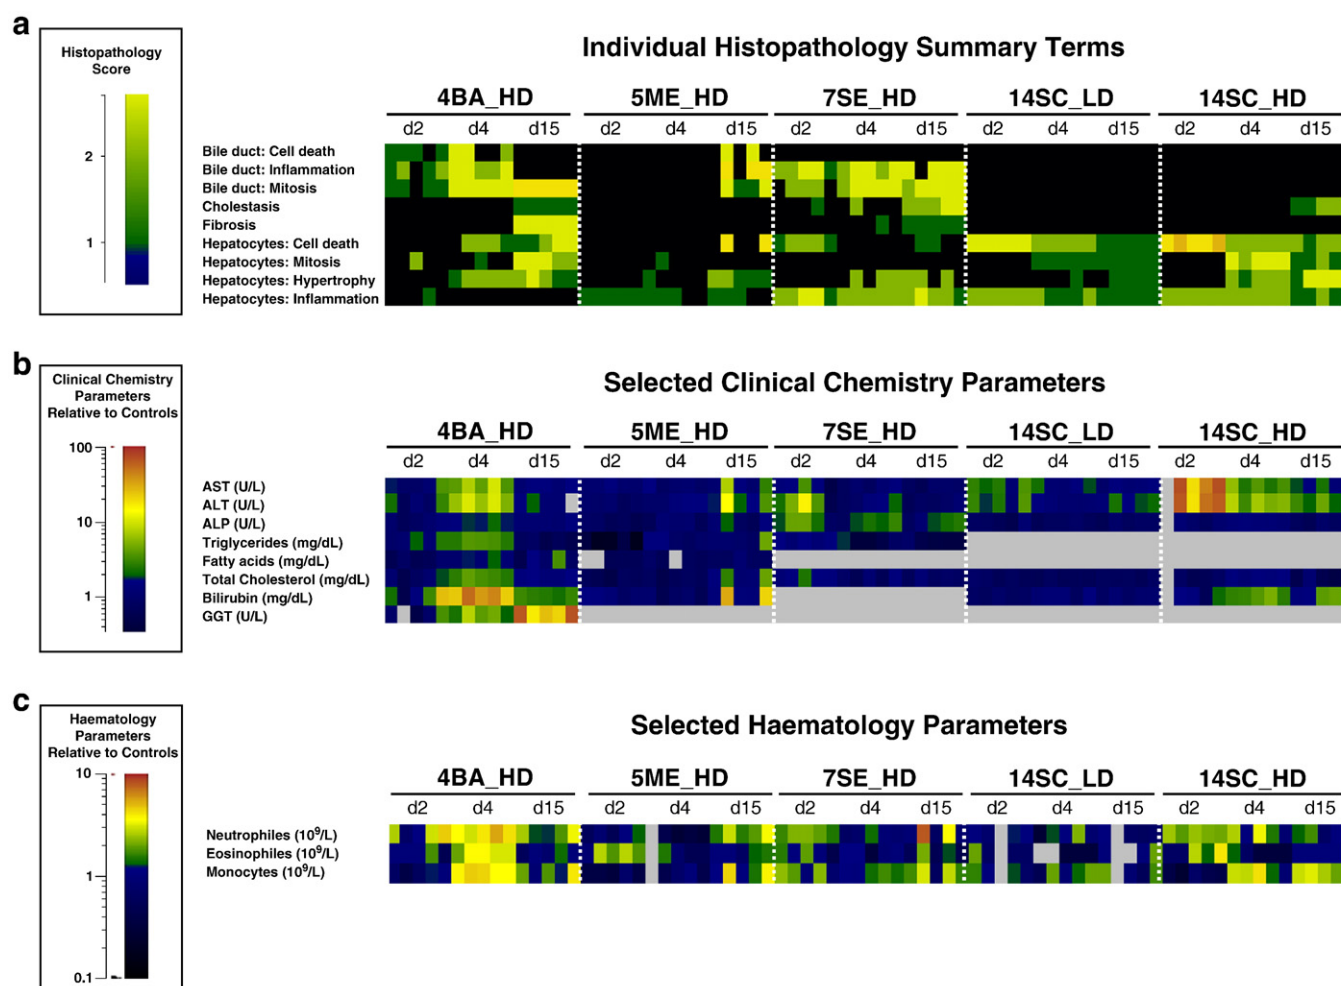 a
Histopathology
Score
2
1
Individual Histopathology Summary Terms
4BA_HD 5ME_HD 7SE_HD 14SC_LD 14SC_HD
d2 d4 d15 d2 d4 d15 d2 d4 d15 d2 d4 d15 d2 d4 d15
Bile duct: Cell death
Bile duct: Inflammation
Bile duct: Mitosis
Cholestasis
Fibrosis
Hepatocytes: Cell death
Hepatocytes: Mitosis
Hepatocytes: Hypertrophy
Hepatocytes: Inflammation
b
Clinical Chemistry
Parameters
Relative to Controls
100
10
1
Selected Clinical Chemistry Parameters
4BA_HD 5ME_HD 7SE_HD 14SC_LD 14SC_HD
d2 d4 d15 d2 d4 d15 d2 d4 d15 d2 d4 d15 d2 d4 d15
AST (U/L)
ALT (U/L)
ALP (U/L)
Triglycerides (mg/dL)
Fatty acids (mg/dL)
Total Cholesterol (mg/dL)
Bilirubin (mg/dL)
GGT (U/L)
c
Haematology
Parameters
Relative to Controls
10
1
0.1
Selected Haematology Parameters
4BA_HD 5ME_HD 7SE_HD 14SC_LD 14SC_HD
d2 d4 d15 d2 d4 d15 d2 d4 d15 d2 d4 d15 d2 d4 d15
Neutrophiles (10⁹/L)
Eosinophiles (10⁹/L)
Monocytes (10⁹/L)